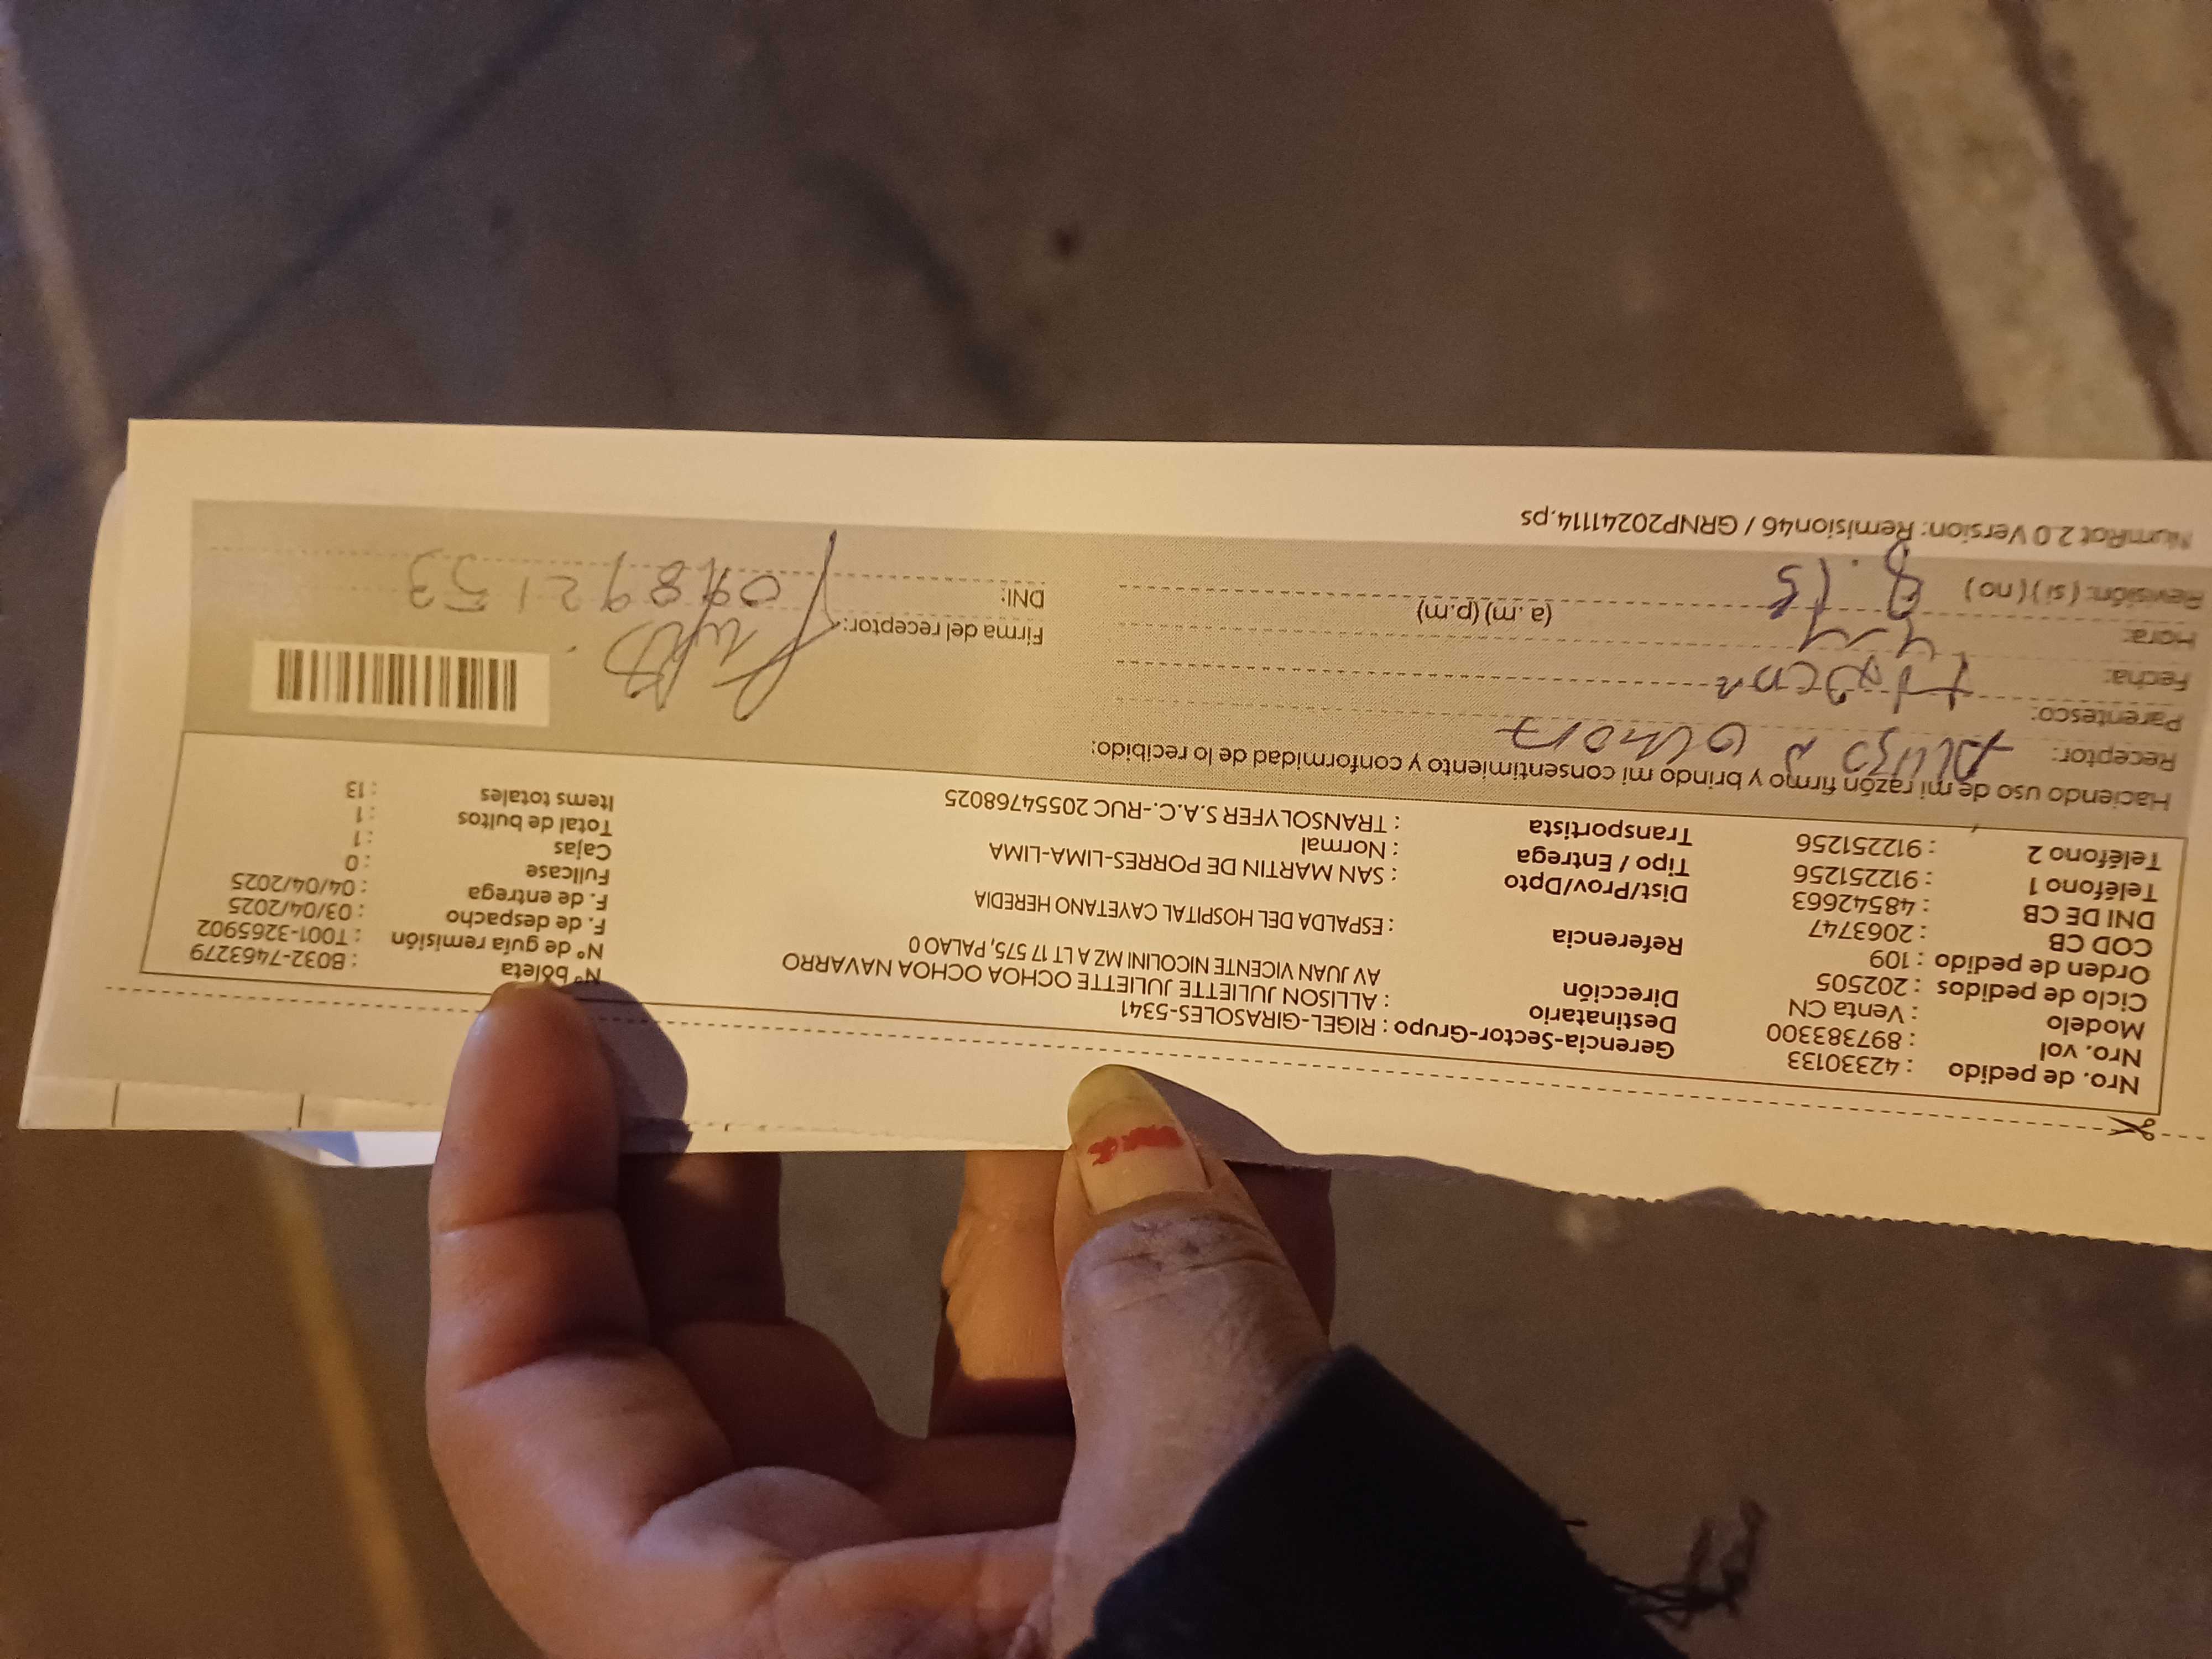 Nro. de pedido : 42330133
Nro. vol : 897383300
Modelo : Venta CN
Ciclo de pedidos : 202505
Orden de pedido : 109
COD CB : 2063747
DNI DE CB : 48542663
Teléfono 1 : 912251256
Teléfono 2 : 912251256
Gerencia-Sector-Grupo : RIGEL-GIRASOLES-5341
Destinatario : ALLISON JULIETTE JULIETTE OCHOA OCHOA NAVARRO
Dirección AV JUAN VICENTE NICOLINI MZ A LT 17 575, PALAO 0
Referencia : ESPALDA DEL HOSPITAL CAYETANO HEREDIA
Dist/Prov/Dpto : SAN MARTIN DE PORRES-LIMA-LIMA
Tipo / Entrega : Normal
Transportista : TRANSOLYFER S.A.C.-RUC 20554768025
Nº boleta : B032-7463279
Nº de guía remisión : T001-3265902
F. de despacho : 03/04/2025
F. de entrega : 04/04/2025
Fullcase : 0
Cajas : 1
Total de bultos : 1
Items totales : 13
Haciendo uso de mi razón firmo y brindo mi consentimiento y conformidad de lo recibido:
Receptor:
Parentesco:
Fecha:
Hora: (a. m) (p.m)
Revisión: ( si ) ( no )
Firma del receptor:
DNI:
NumRot 2.0 Version: Remision46 / GRNP20241114.ps